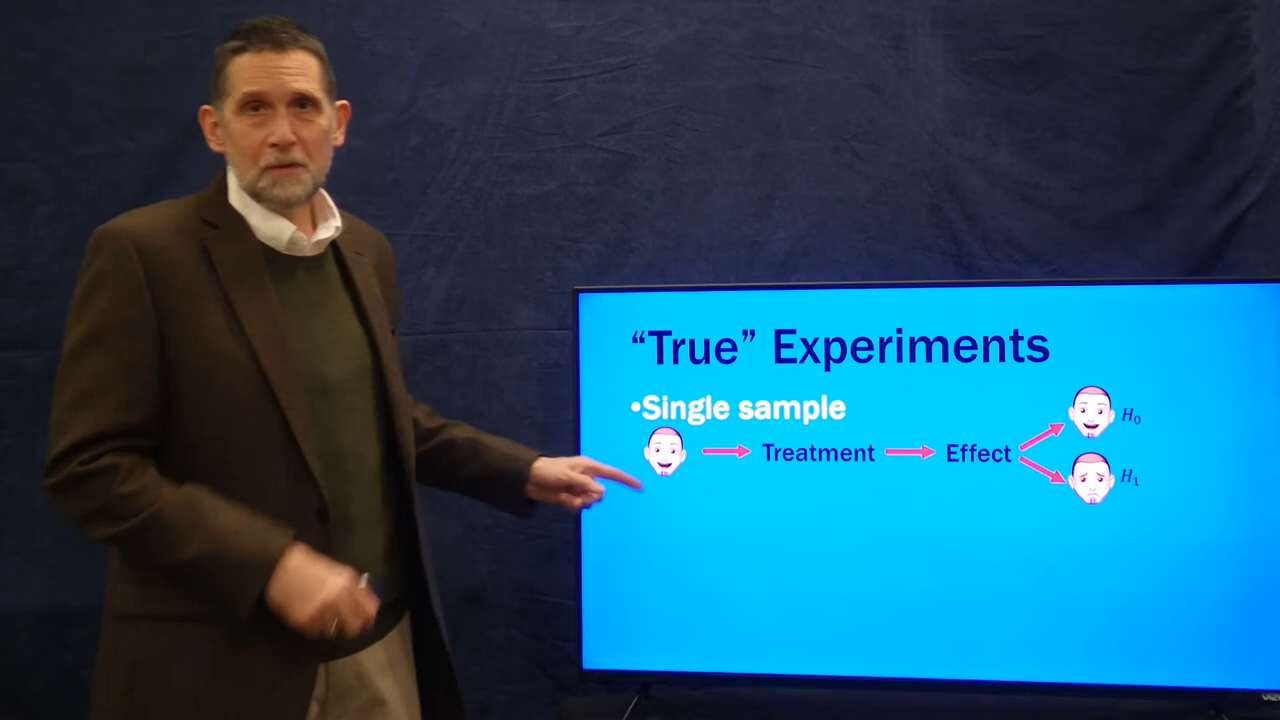 “True” Experiments
•Single sample
Treatment
Effect
H₀
H₁